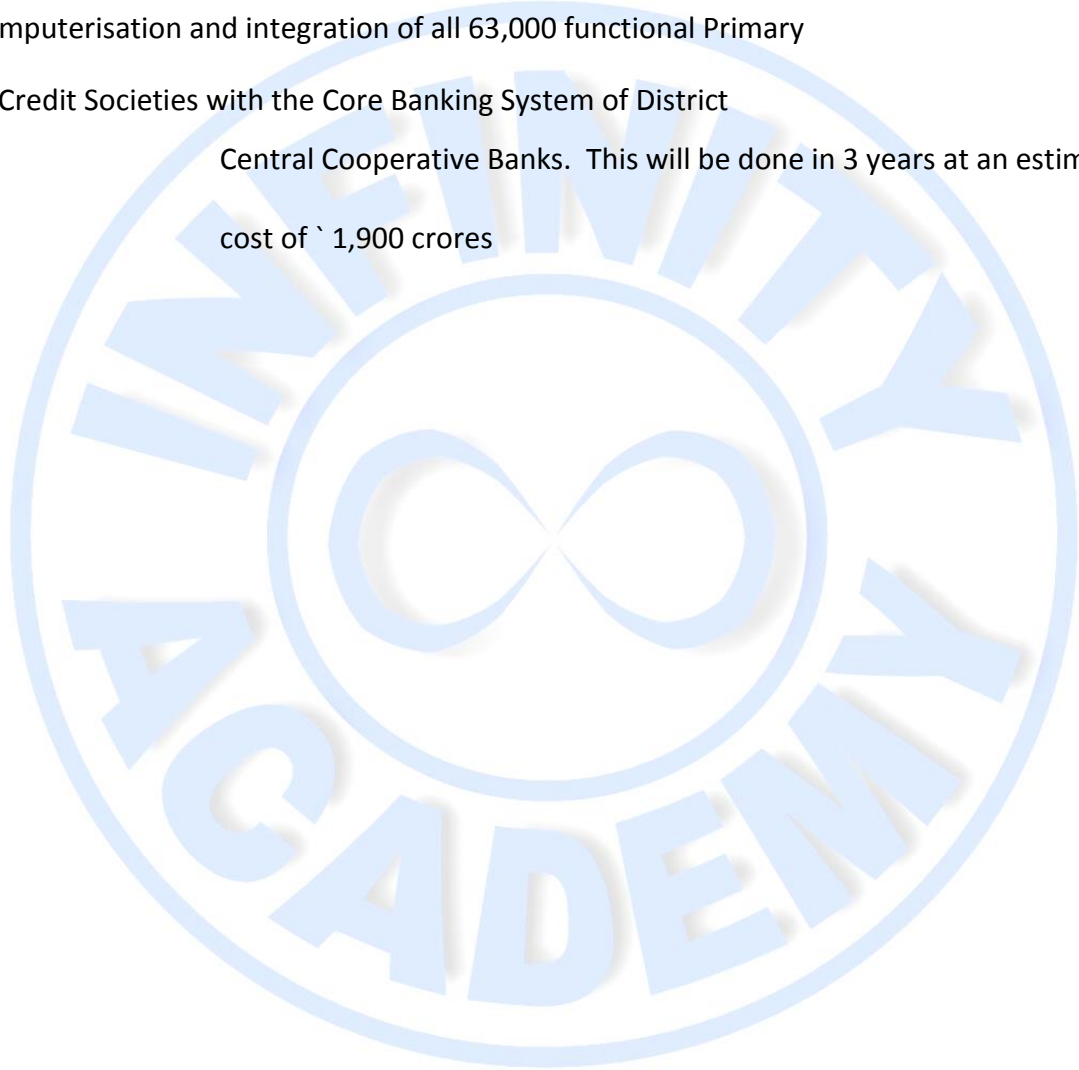 mputerisation and integration of all 63,000 functional Primary
Credit Societies with the Core Banking System of District
Central Cooperative Banks. This will be done in 3 years at an estim
cost of ` 1,900 crores
INFINITY
ACADEMY